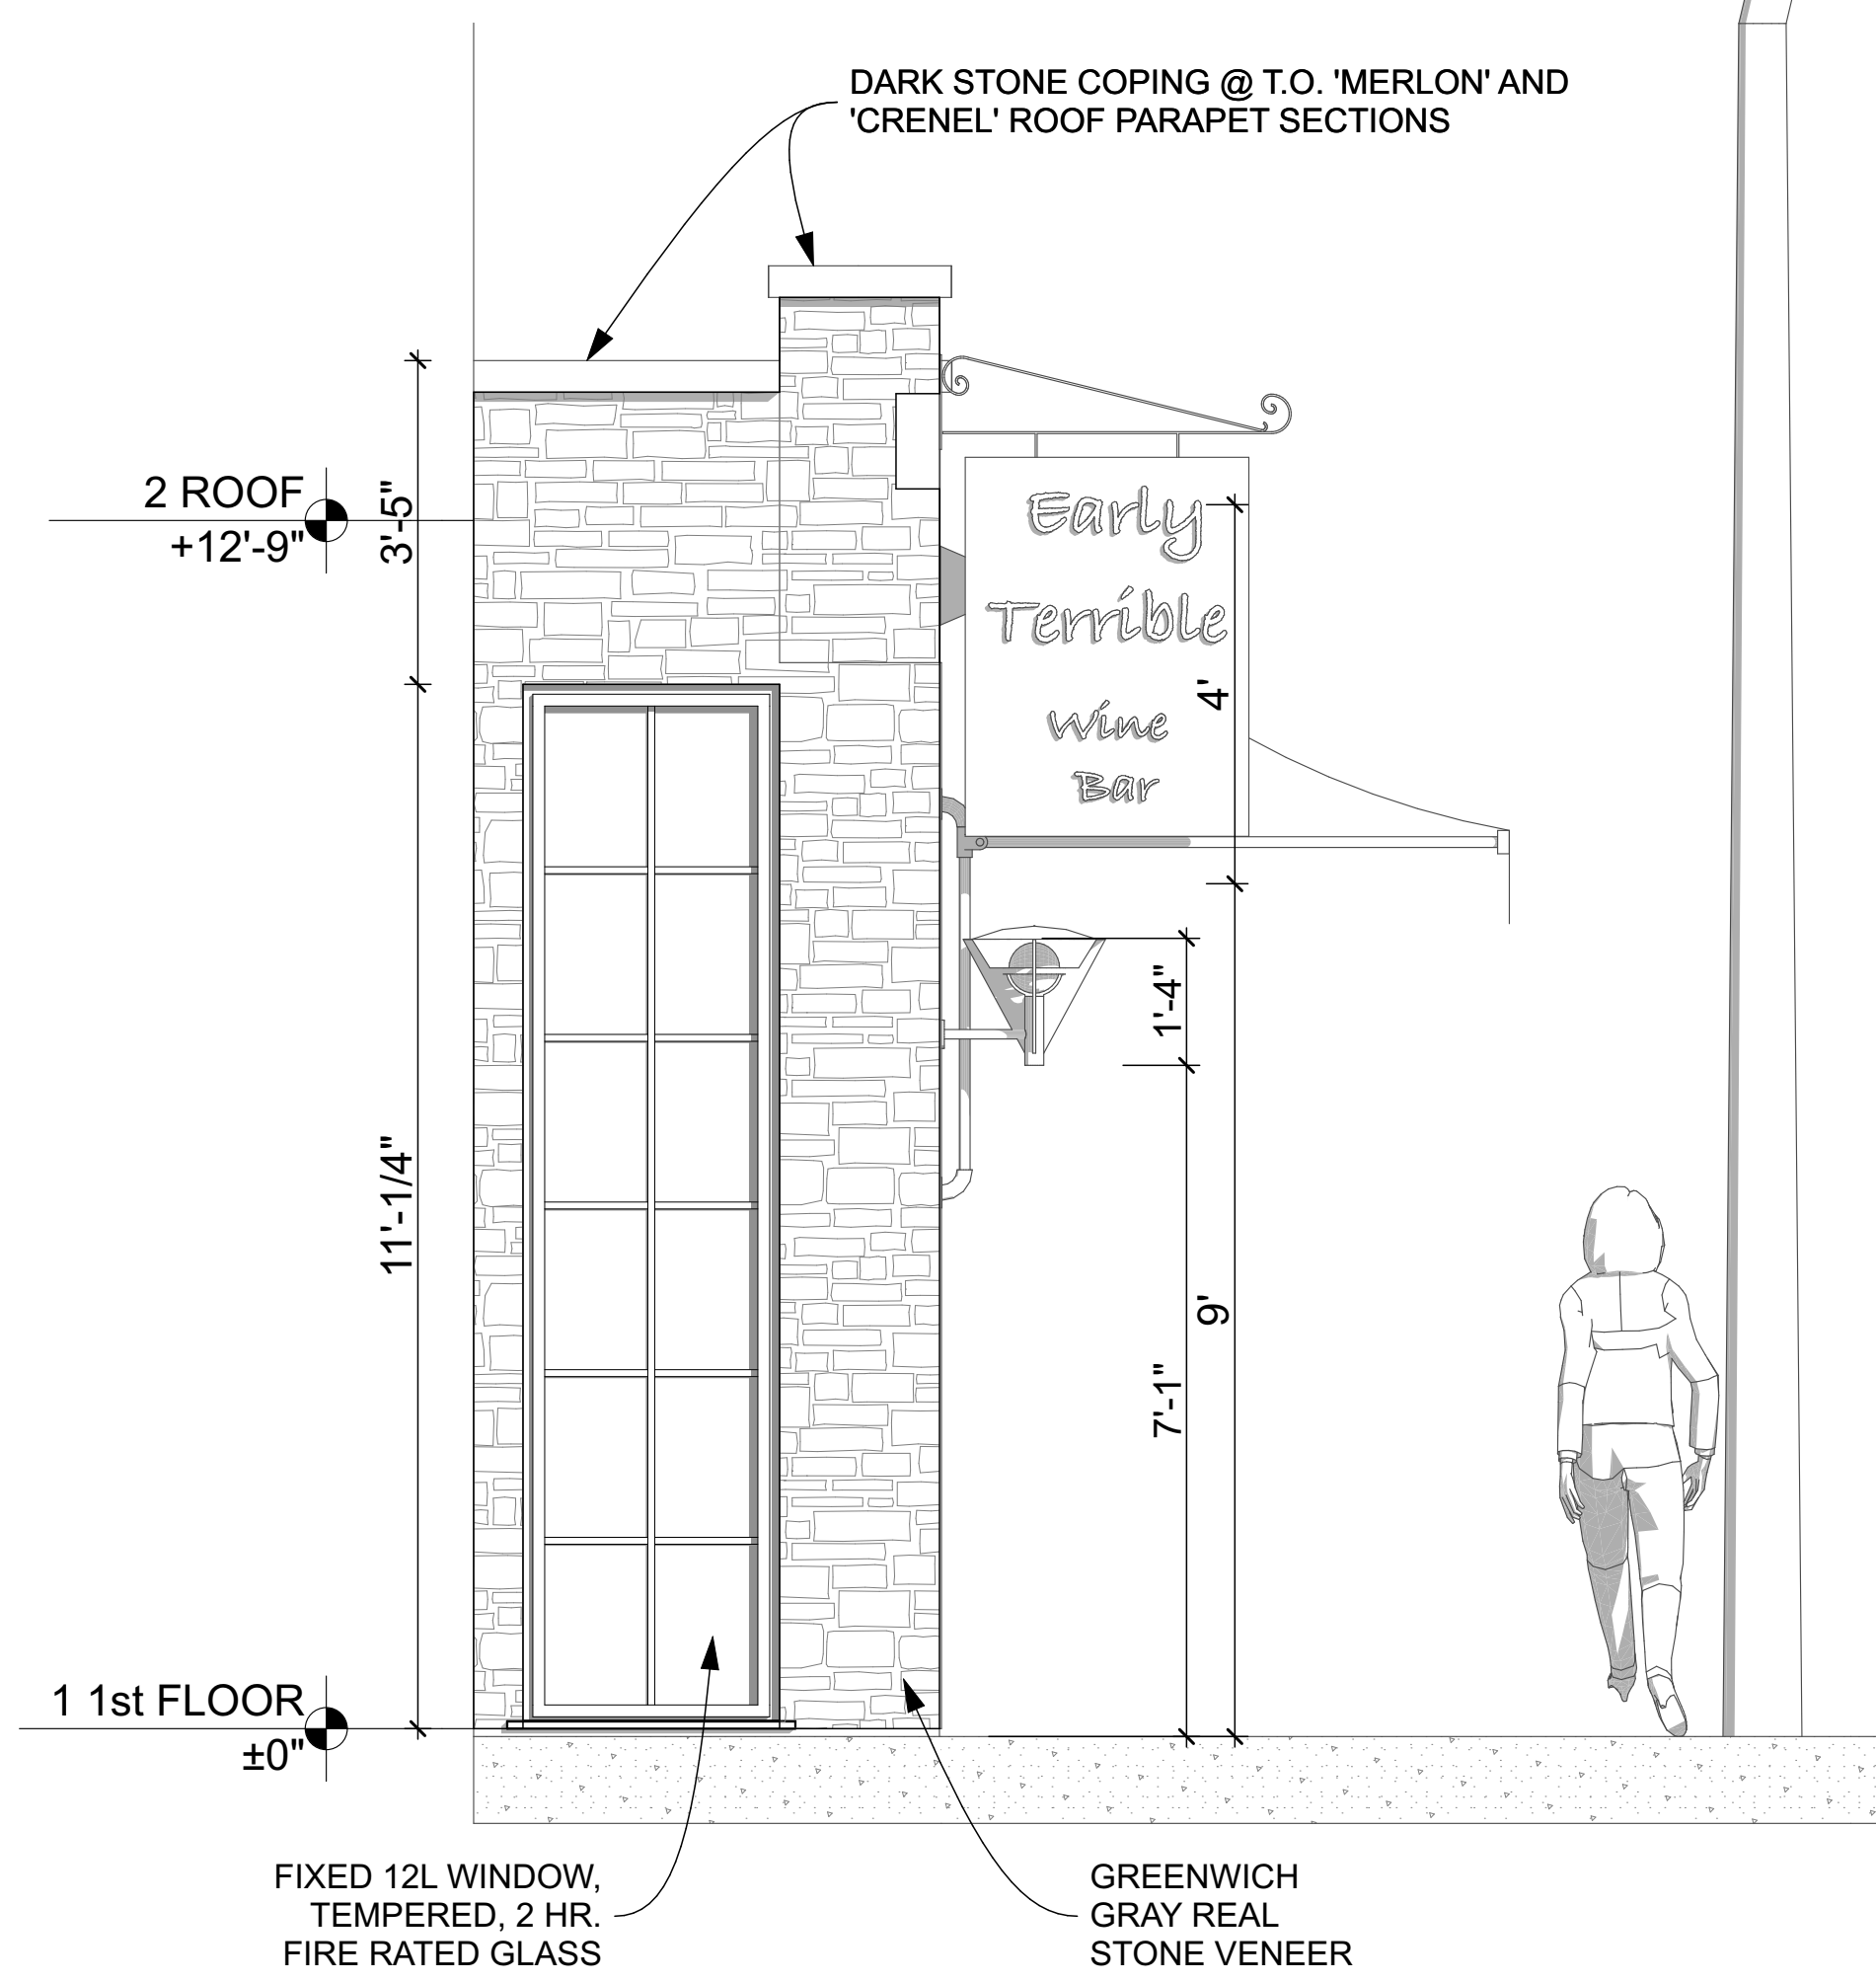 DARK STONE COPING @ T.O. 'MERLON' AND
'CRENEL' ROOF PARAPET SECTIONS
2 ROOF
+12'-9"
3'-5"
Early
Terrible
Wine
Bar
4'
1'-4"
11'-1/4"
9'
7'-1"
1 1st FLOOR
±0"
FIXED 12L WINDOW,
TEMPERED, 2 HR.
FIRE RATED GLASS
GREENWICH
GRAY REAL
STONE VENEER